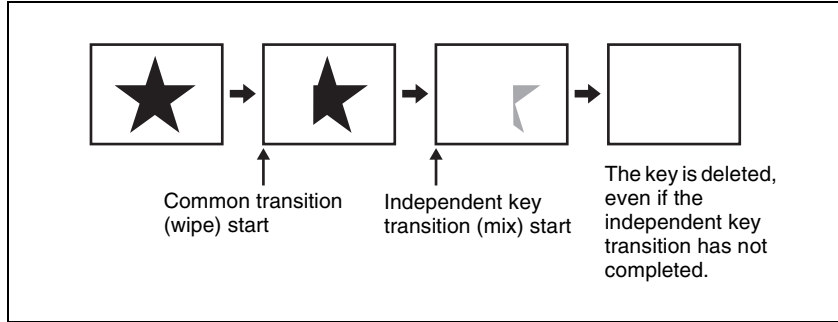 Common transition
(wipe) start
Independent key
transition (mix) start
The key is deleted,
even if the
independent key
transition has not
completed.